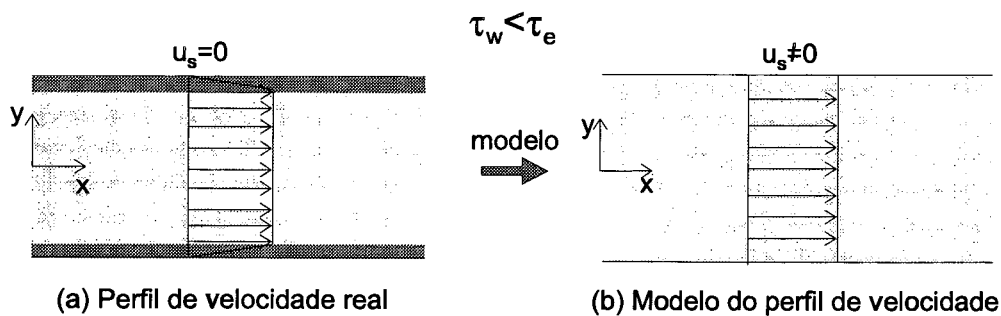 τw<τe
us=0
us≠0
y
x
modelo
y
x
(a) Perfil de velocidade real
(b) Modelo do perfil de velocidade